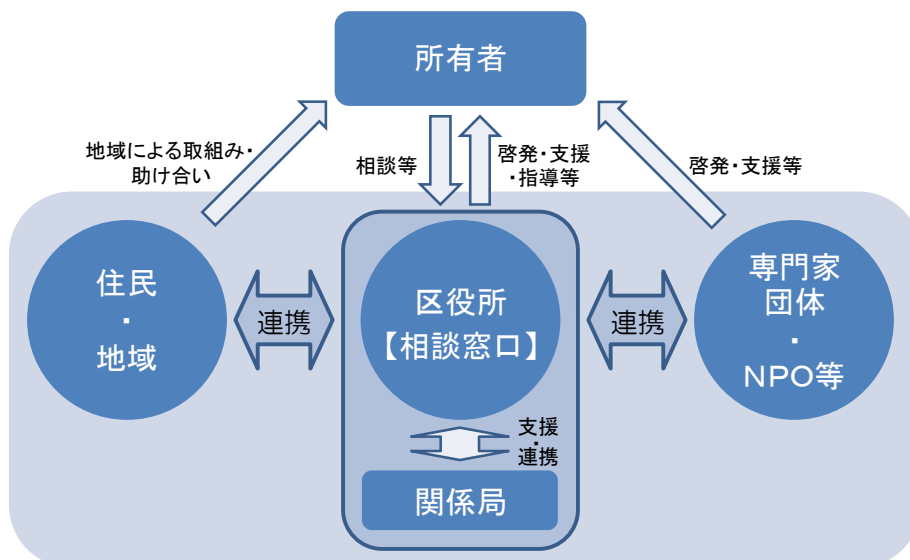 所有者
地域による取組み・
助け合い
相談等
啓発・支援
・指導等
啓発・支援等
住民
・
地域
連携
区役所
【相談窓口】
連携
専門家
団体
・
NPO等
支援
・
連携
関係局